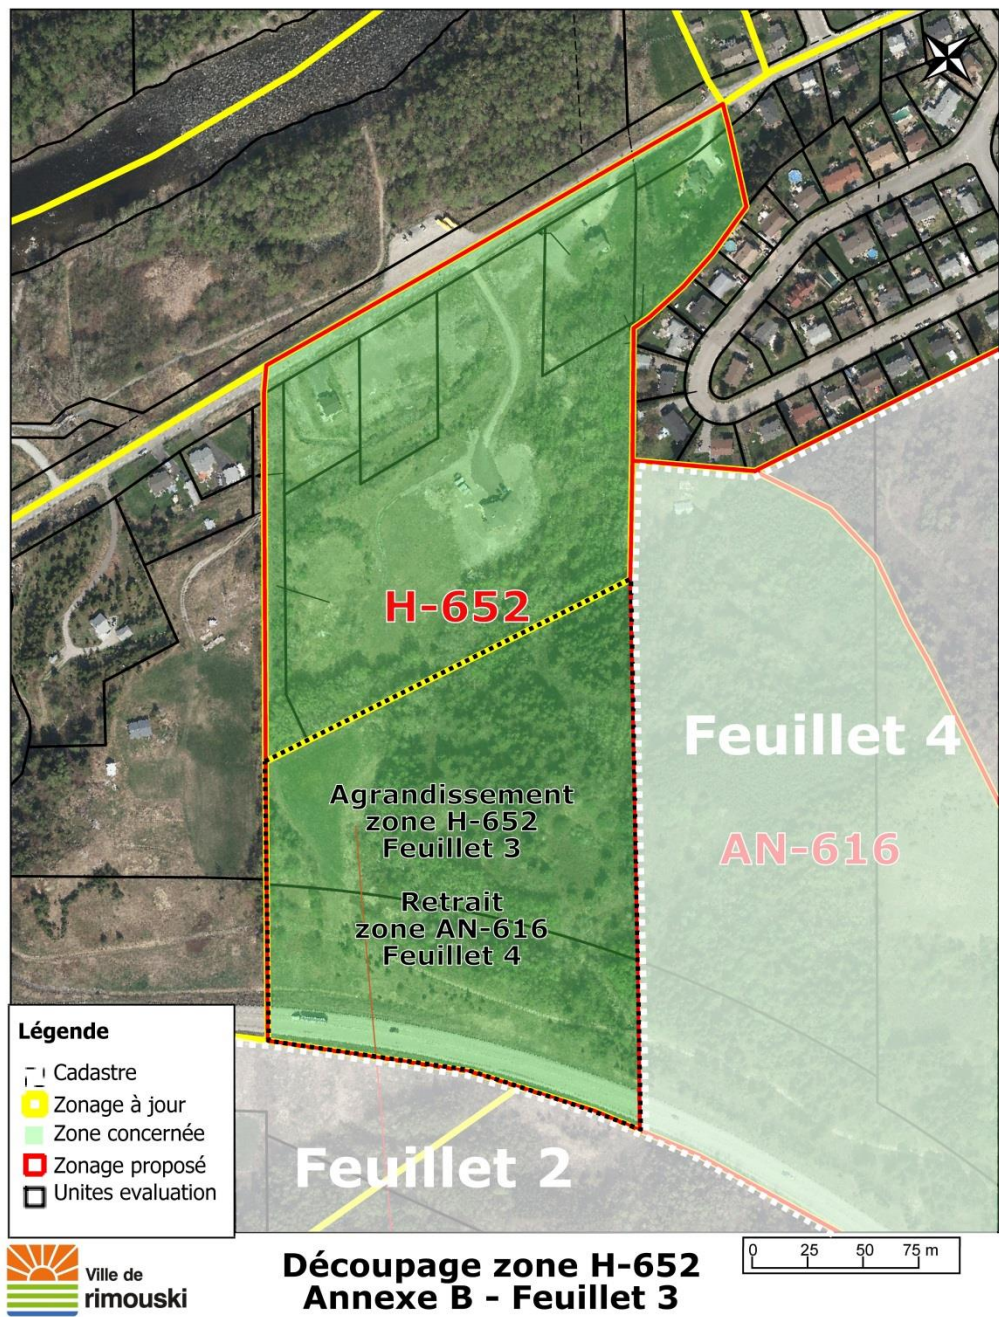 H-652
Feuillet 4
Agrandissement
zone H-652
Feuillet 3
AN-616
Retrait
zone AN-616
Feuillet 4
Légende
Cadastre
Zonage à jour
Zone concernée
Zonage proposé
Unites evaluation
Feuillet 2
Ville de
rimouski
Découpage zone H-652
Annexe B - Feuillet 3
0 25 50 75 m